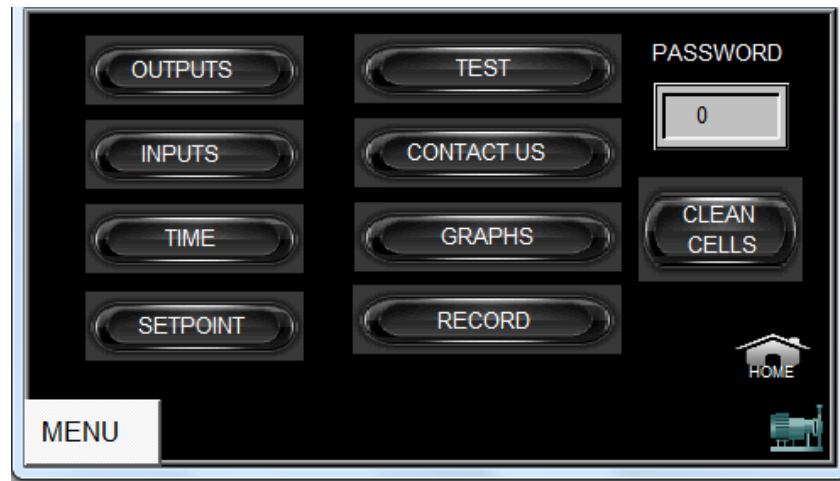 OUTPUTS
INPUTS
TIME
SETPOINT
TEST
CONTACT US
GRAPHS
RECORD
PASSWORD
0
CLEAN
CELLS
HOME
MENU